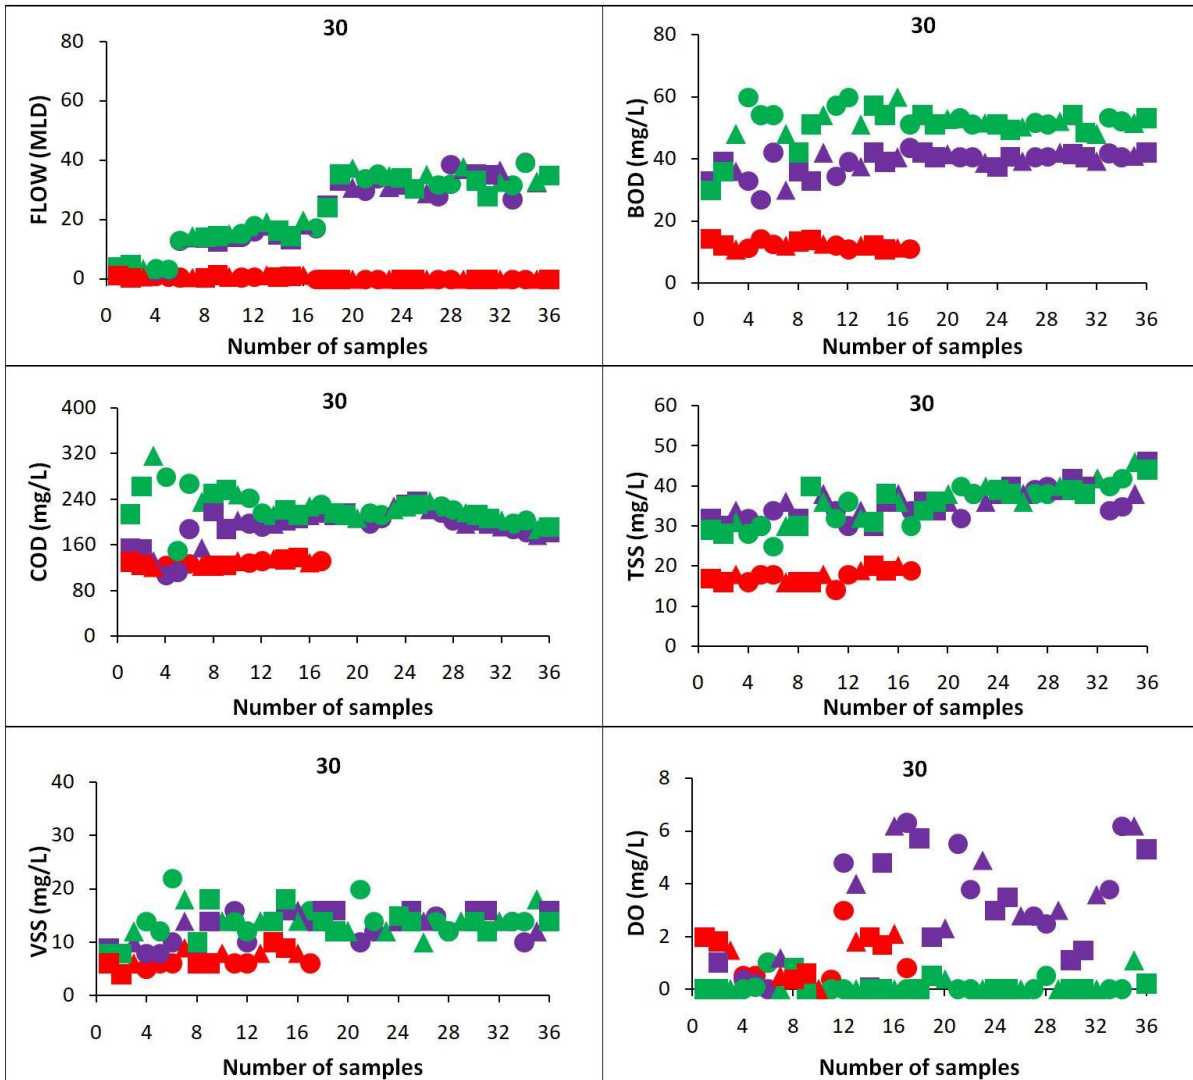 30
80
60
40
20
0
FLOW (MLD)
0 4 8 12 16 20 24 28 32 36
Number of samples
30
80
60
40
20
0
BOD (mg/L)
0 4 8 12 16 20 24 28 32 36
Number of samples
30
400
320
240
160
80
0
COD (mg/L)
0 4 8 12 16 20 24 28 32 36
Number of samples
30
60
50
40
30
20
10
0
TSS (mg/L)
0 4 8 12 16 20 24 28 32 36
Number of samples
30
40
30
20
10
0
VSS (mg/L)
0 4 8 12 16 20 24 28 32 36
Number of samples
30
8
6
4
2
0
DO (mg/L)
0 4 8 12 16 20 24 28 32 36
Number of samples